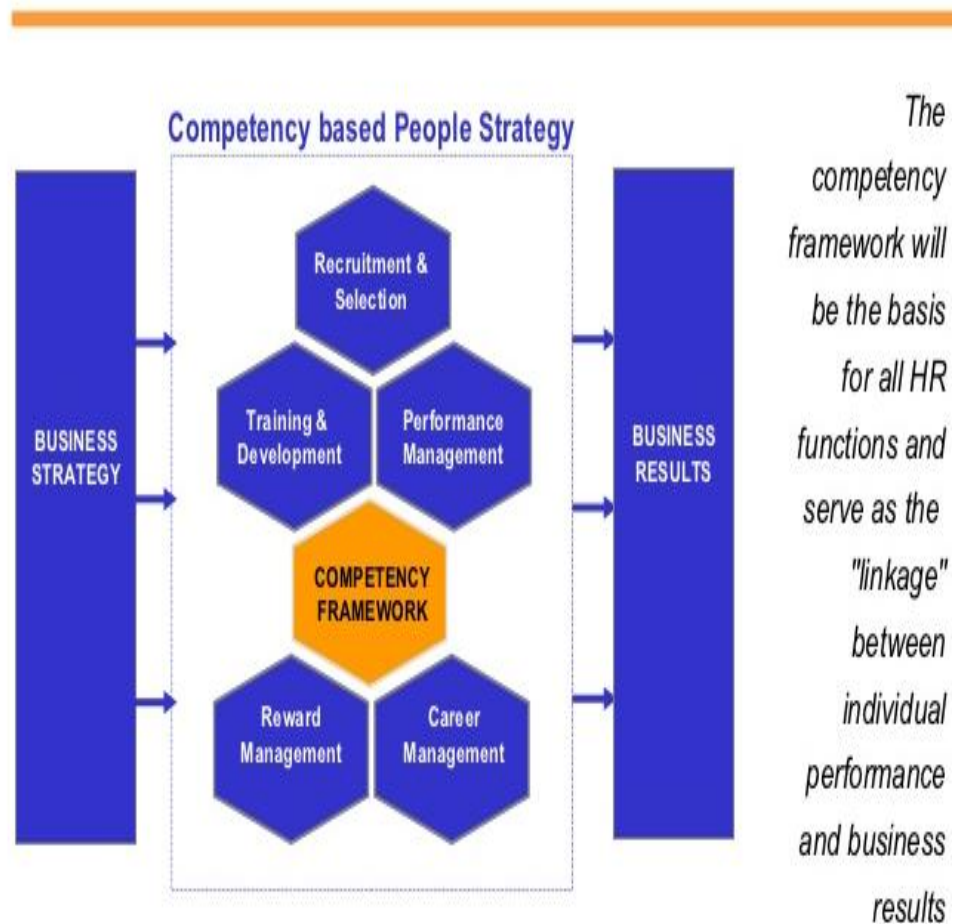 Competency based People Strategy
BUSINESS
STRATEGY
Recruitment &
Selection
Training &
Development
Performance
Management
COMPETENCY
FRAMEWORK
Reward
Management
Career
Management
BUSINESS
RESULTS
The
competency
framework will
be the basis
for all HR
functions and
serve as the
"linkage"
between
individual
performance
and business
results